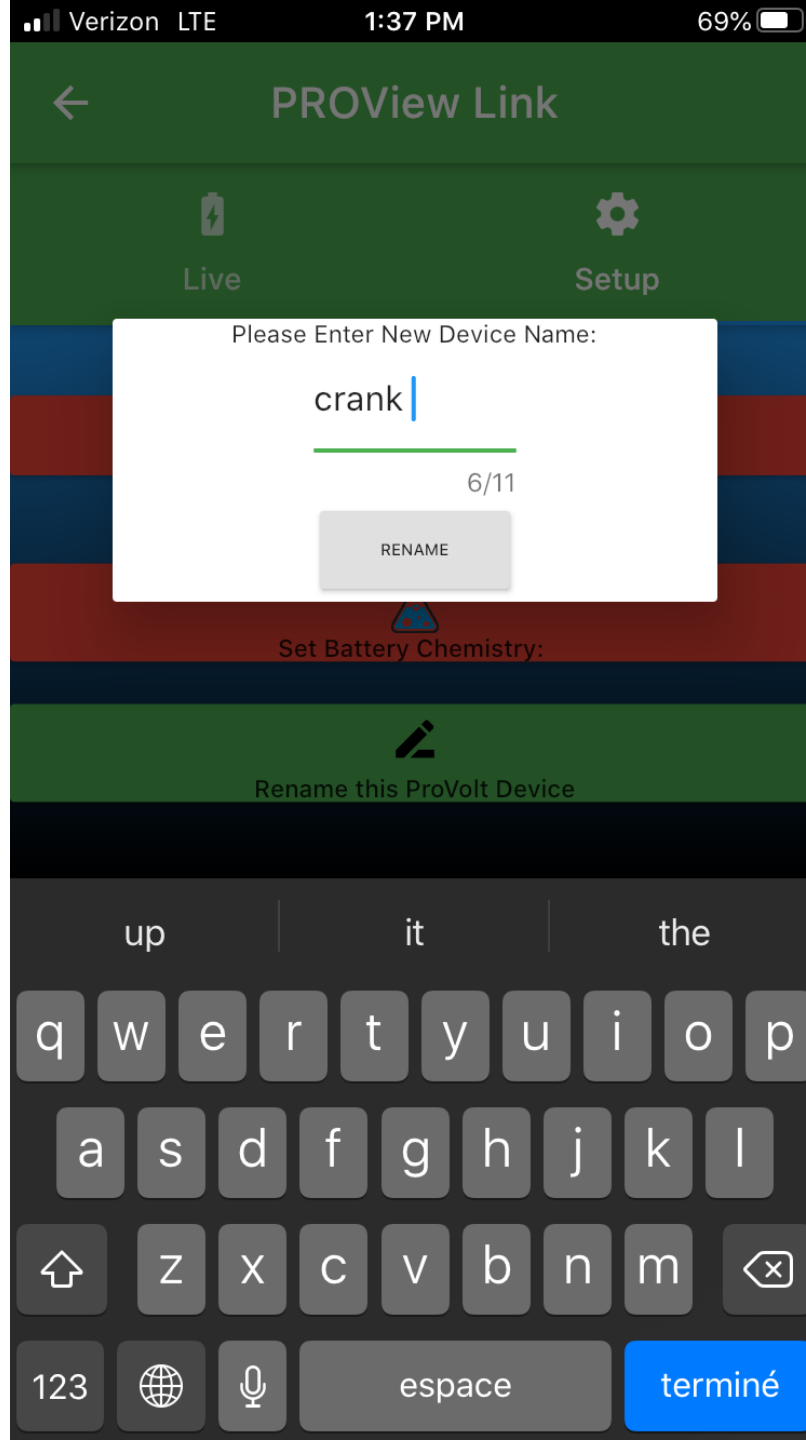 Verizon LTE 1:37 PM 69%
PROView Link
Live Setup
Please Enter New Device Name:
crank
6/11
RENAME
Set Battery Chemistry:
Rename this ProVolt Device
up it the
q w e r t y u i o p
a s d f g h j k l
z x c v b n m
123 espace terminé